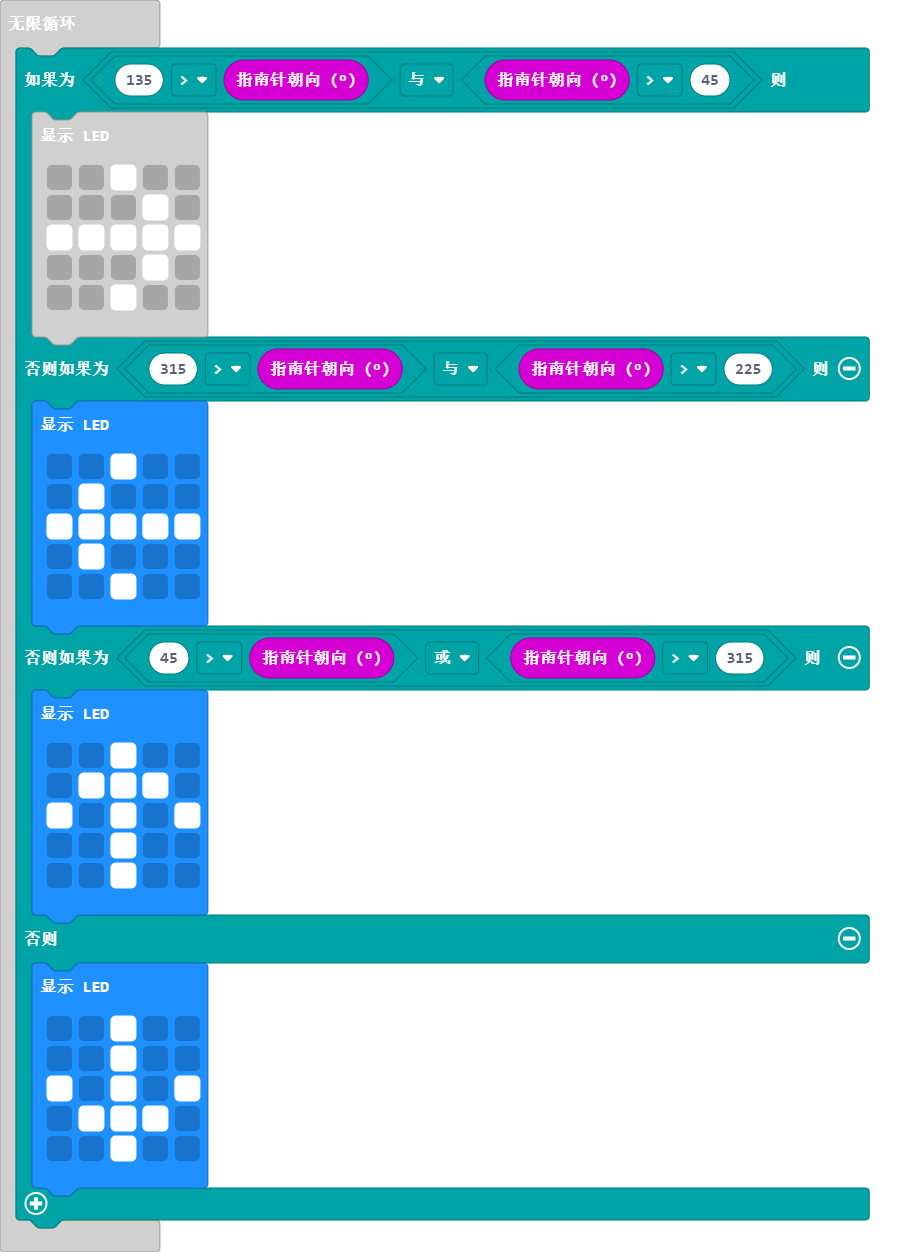 无限循环
如果为 135 > 指南针朝向 (°) 与 指南针朝向 (°) > 45 则
显示 LED
否则如果为 315 > 指南针朝向 (°) 与 指南针朝向 (°) > 225 则
显示 LED
否则如果为 45 > 指南针朝向 (°) 或 指南针朝向 (°) > 315 则
显示 LED
否则
显示 LED